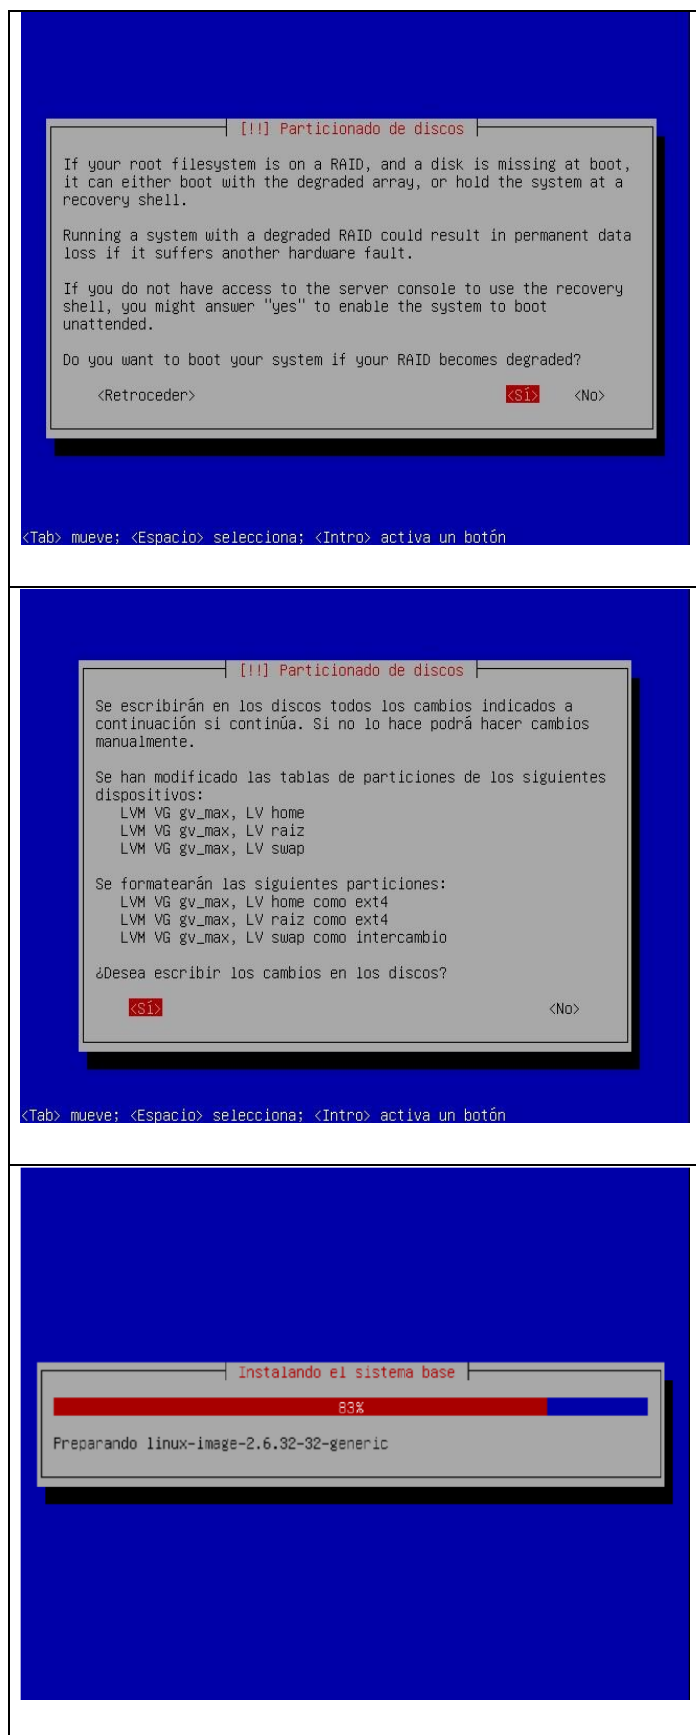 [!!] Particionado de discos
If your root filesystem is on a RAID, and a disk is missing at boot,
it can either boot with the degraded array, or hold the system at a
recovery shell.
Running a system with a degraded RAID could result in permanent data
loss if it suffers another hardware fault.
If you do not have access to the server console to use the recovery
shell, you might answer "yes" to enable the system to boot
unattended.
Do you want to boot your system if your RAID becomes degraded?
<Retroceder> <Sí> <No>
<Tab> mueve; <Espacio> selecciona; <Intro> activa un botón
[!!] Particionado de discos
Se escribirán en los discos todos los cambios indicados a
continuación si continúa. Si no lo hace podrá hacer cambios
manualmente.
Se han modificado las tablas de particiones de los siguientes
dispositivos:
LVM VG gv_max, LV home
LVM VG gv_max, LV raiz
LVM VG gv_max, LV swap
Se formatearán las siguientes particiones:
LVM VG gv_max, LV home como ext4
LVM VG gv_max, LV raiz como ext4
LVM VG gv_max, LV swap como intercambio
¿Desea escribir los cambios en los discos?
<Sí> <No>
<Tab> mueve; <Espacio> selecciona; <Intro> activa un botón
Instalando el sistema base
83%
Preparando linux-image-2.6.32-32-generic